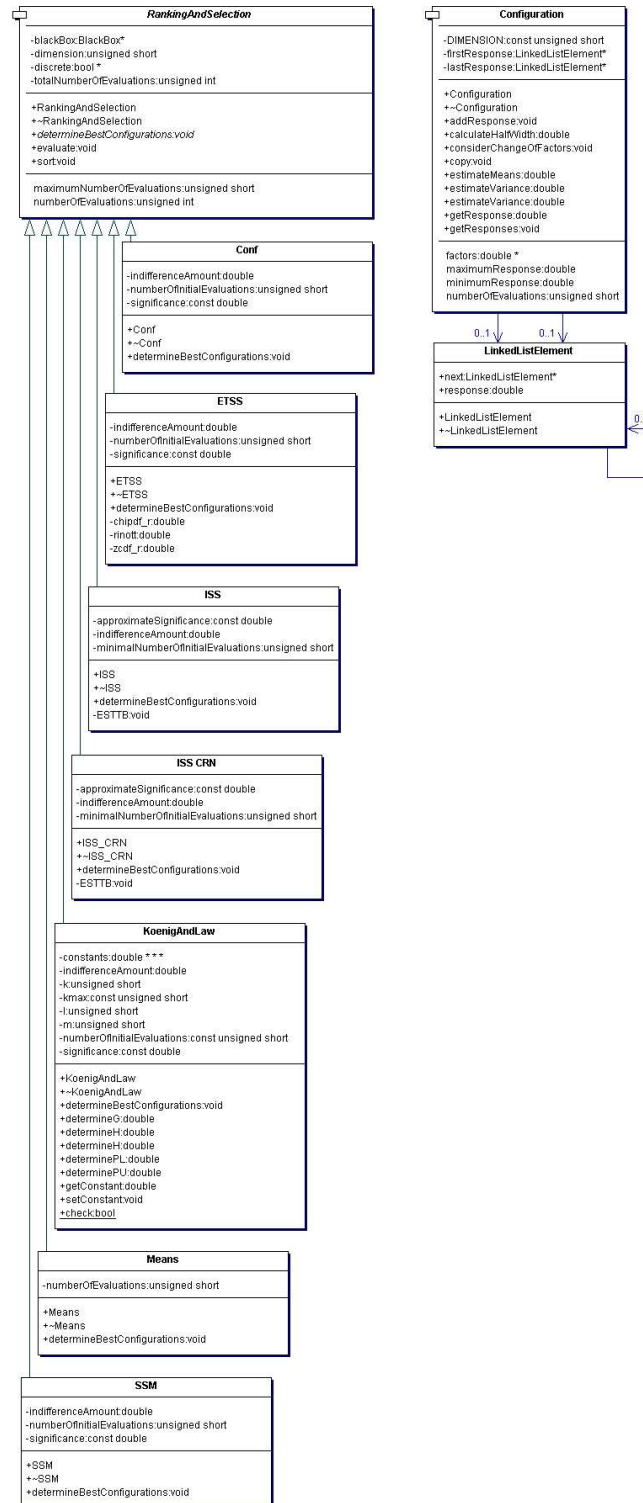 RankingAndSelection
-blackBox:BlackBox*
-dimension:unsigned short
-discrete:bool *
-totalNumberOfEvaluations:unsigned int
+RankingAndSelection
+~RankingAndSelection
+determineBestConfigurations:void
+evaluate:void
+sort:void
maximumNumberOfEvaluations:unsigned short
numberOfEvaluations:unsigned int
Configuration
-DIMENSION:const unsigned short
-firstResponse:LinkedListElement*
-lastResponse:LinkedListElement*
+Configuration
+~Configuration
+addResponse:void
+calculateHalfWidth:double
+considerChangeOfFactors:void
+copy:void
+estimateMeans:double
+estimateVariance:double
+estimateVariance:double
+getResponse:double
+getResponses:void
factors:double *
maximumResponse:double
minimumResponse:double
numberOfEvaluations:unsigned short
0..1 0..1
LinkedListElement
+next:LinkedListElement*
+response:double
+LinkedListElement
+~LinkedListElement
0..
Conf
-indifferenceAmount:double
-numberOfInitialEvaluations:unsigned short
-significance:const double
+Conf
+~Conf
+determineBestConfigurations:void
ETSS
-indifferenceAmount:double
-numberOfInitialEvaluations:unsigned short
-significance:const double
+ETSS
+~ETSS
+determineBestConfigurations:void
-chipdf_r:double
-rinott:double
-zcdf_r:double
ISS
-approximateSignificance:const double
-indifferenceAmount:double
-minimalNumberOfInitialEvaluations:unsigned short
+ISS
+~ISS
+determineBestConfigurations:void
-ESTTB:void
ISS CRN
-approximateSignificance:const double
-indifferenceAmount:double
-minimalNumberOfInitialEvaluations:unsigned short
+ISS_CRN
+~ISS_CRN
+determineBestConfigurations:void
-ESTTB:void
KoenigAndLaw
-constants:double * * *
-indifferenceAmount:double
-k:unsigned short
-kmax:const unsigned short
-l:unsigned short
-m:unsigned short
-numberOfInitialEvaluations:const unsigned short
-significance:const double
+KoenigAndLaw
+~KoenigAndLaw
+determineBestConfigurations:void
+determineG:double
+determineH:double
+determineH:double
+determinePL:double
+determinePU:double
+getConstant:double
+setConstant:void
+check:bool
Means
-numberOfEvaluations:unsigned short
+Means
+~Means
+determineBestConfigurations:void
SSM
-indifferenceAmount:double
-numberOfInitialEvaluations:unsigned short
-significance:const double
+SSM
+~SSM
+determineBestConfigurations:void